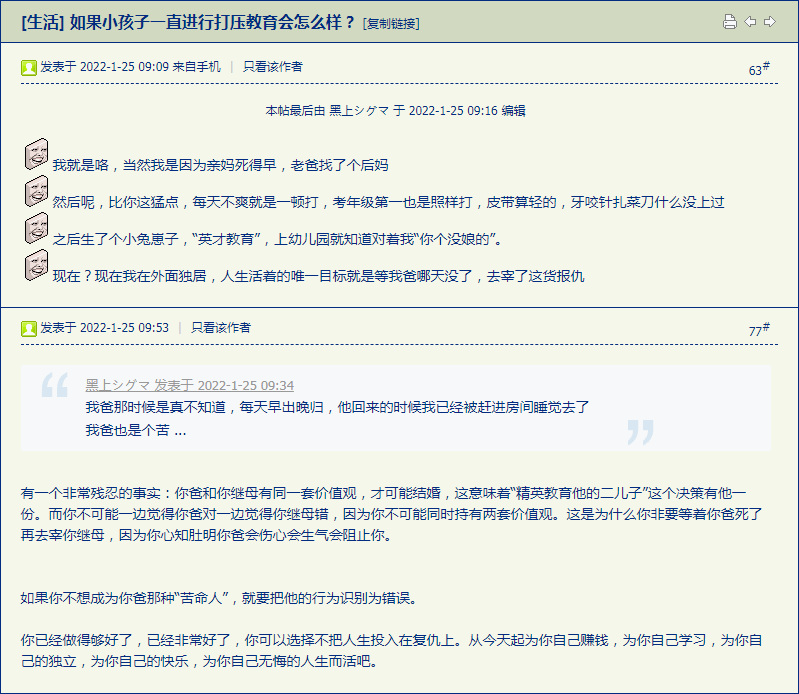 [生活] 如果小孩子一直进行打压教育会怎么样？ [复制链接]
发表于 2022-1-25 09:09 来自手机 | 只看该作者 63#
本帖最后由 黑上シグマ 于 2022-1-25 09:16 编辑
我就是咯，当然我是因为亲妈死得早，老爸找了个后妈
然后呢，比你这猛点，每天不爽就是一顿打，考年级第一也是照样打，皮带算轻的，牙咬针扎菜刀什么没上过
之后生了个小兔崽子，“英才教育”，上幼儿园就知道对着我“你个没娘的”。
现在？现在我在外面独居，人生活着的唯一目标就是等我爸哪天没了，去宰了这货报仇
发表于 2022-1-25 09:53 | 只看该作者 77#
黑上シグマ 发表于 2022-1-25 09:34
我爸那时候是真不知道，每天早出晚归，他回来的时候我已经被赶进房间睡觉去了
我爸也是个苦 ...
有一个非常残忍的事实：你爸和你继母有同一套价值观，才可能结婚，这意味着“精英教育他的二儿子”这个决策有他一
份。而你不可能一边觉得你爸对一边觉得你继母错，因为你不可能同时持有两套价值观。这是为什么你非要等着你爸死了
再去宰你继母，因为你心知肚明你爸会伤心会生气会阻止你。
如果你不想成为你爸那种“苦命人”，就要把他的行为识别为错误。
你已经做得够好了，已经非常好了，你可以选择不把人生投入在复仇上。从今天起为你自己赚钱，为你自己学习，为你自
己的独立，为你自己的快乐，为你自己无悔的人生而活吧。